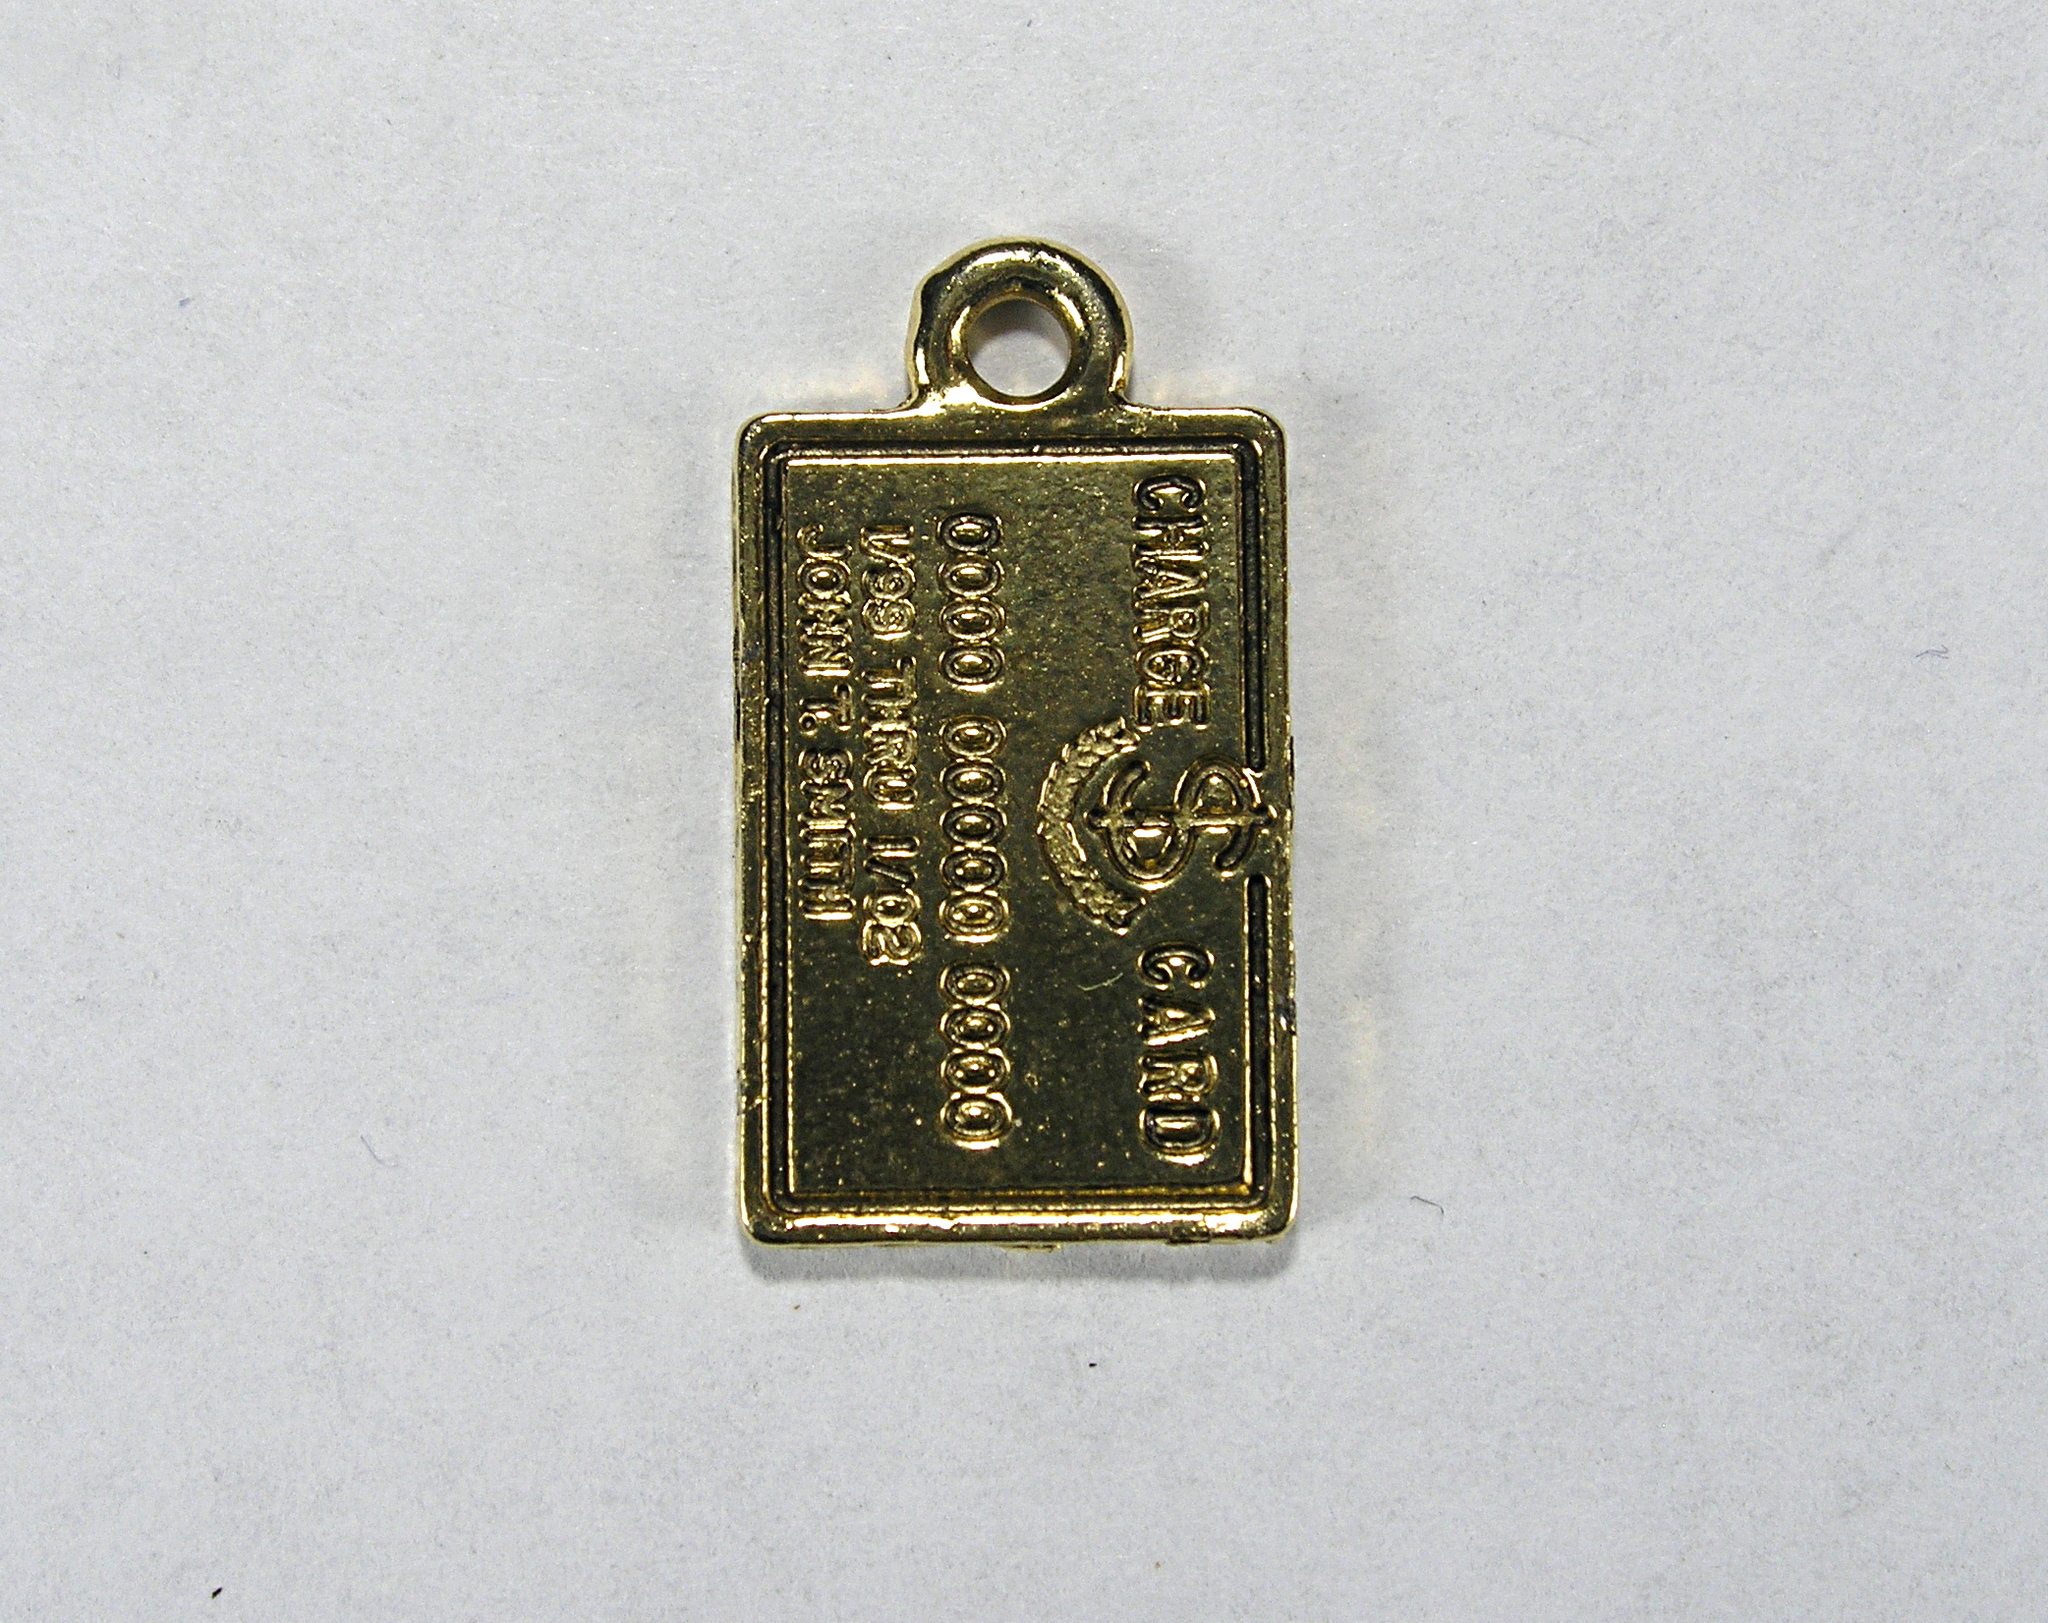 CHARGE $ CARD
0000 00000 0000
1/99 THRU 1/02
JOHN T. SMITH